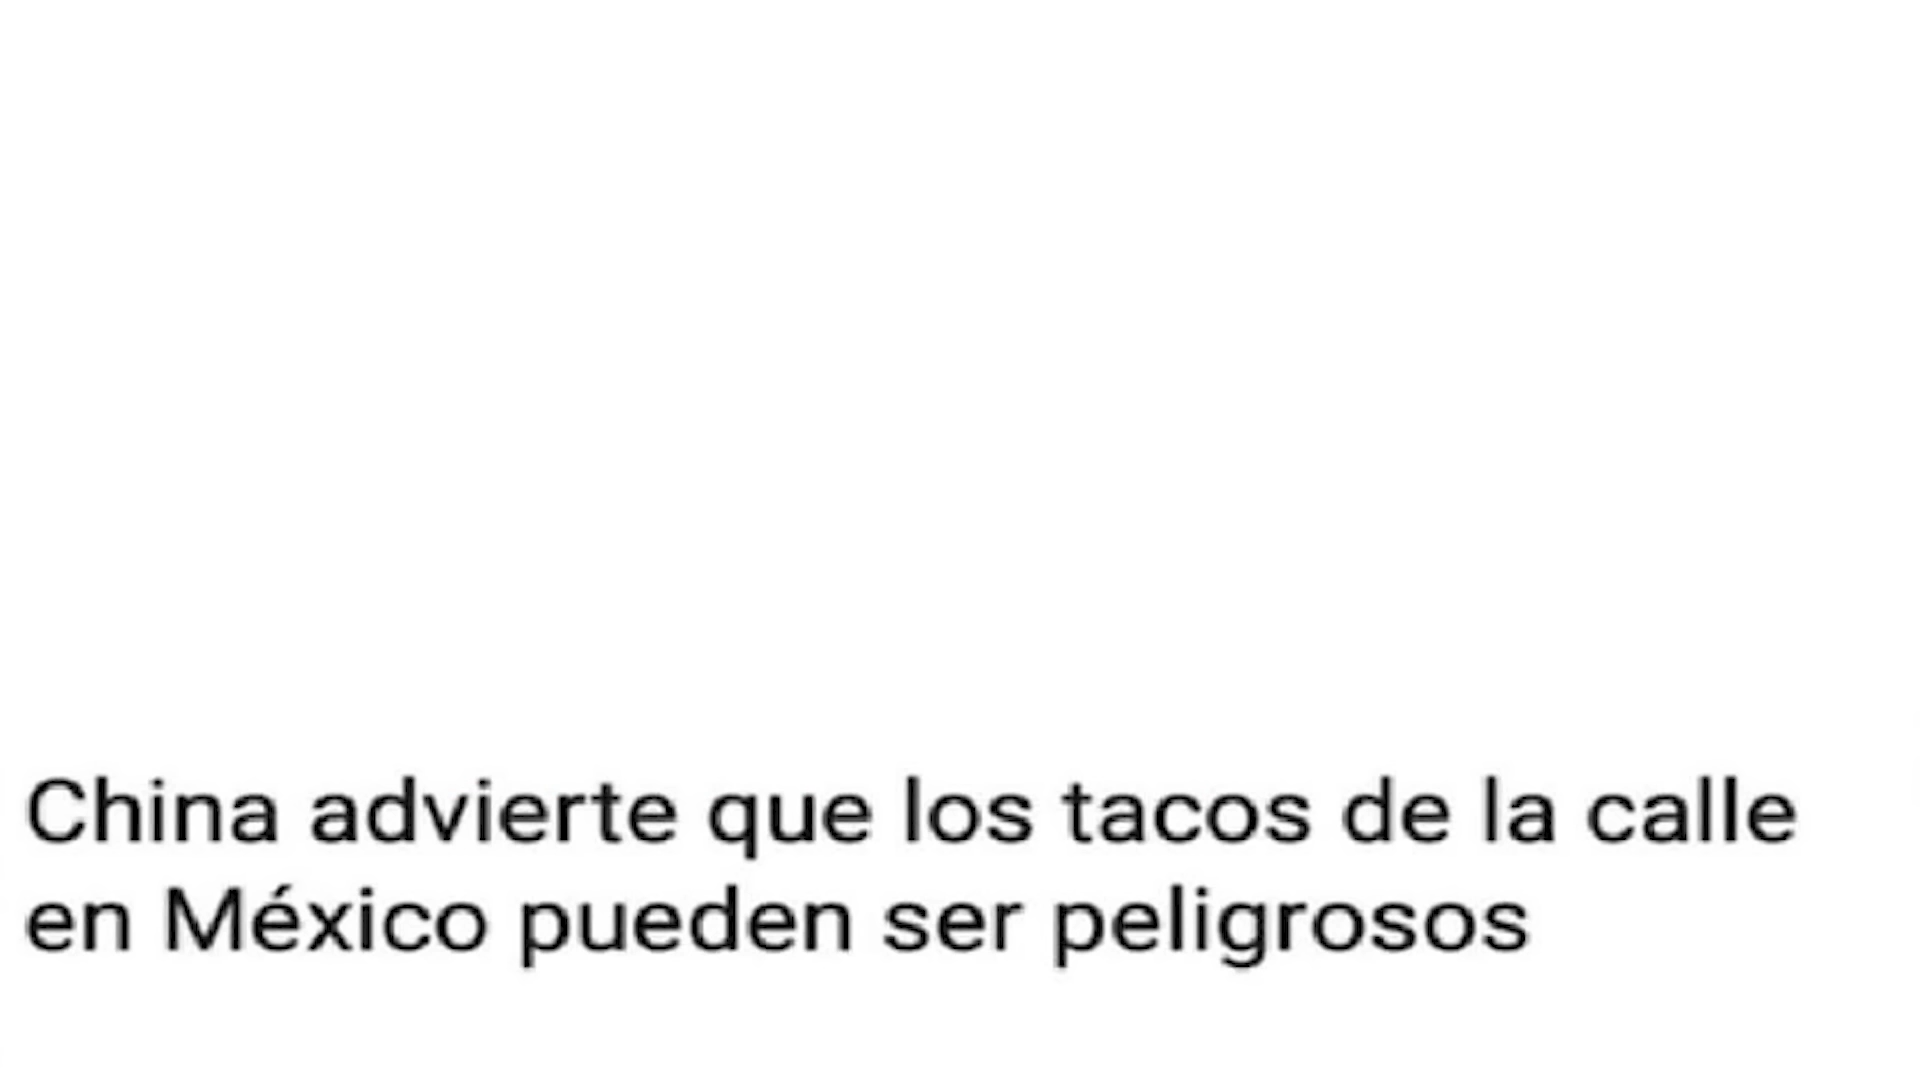 China advierte que los tacos de la calle
en México pueden ser peligrosos